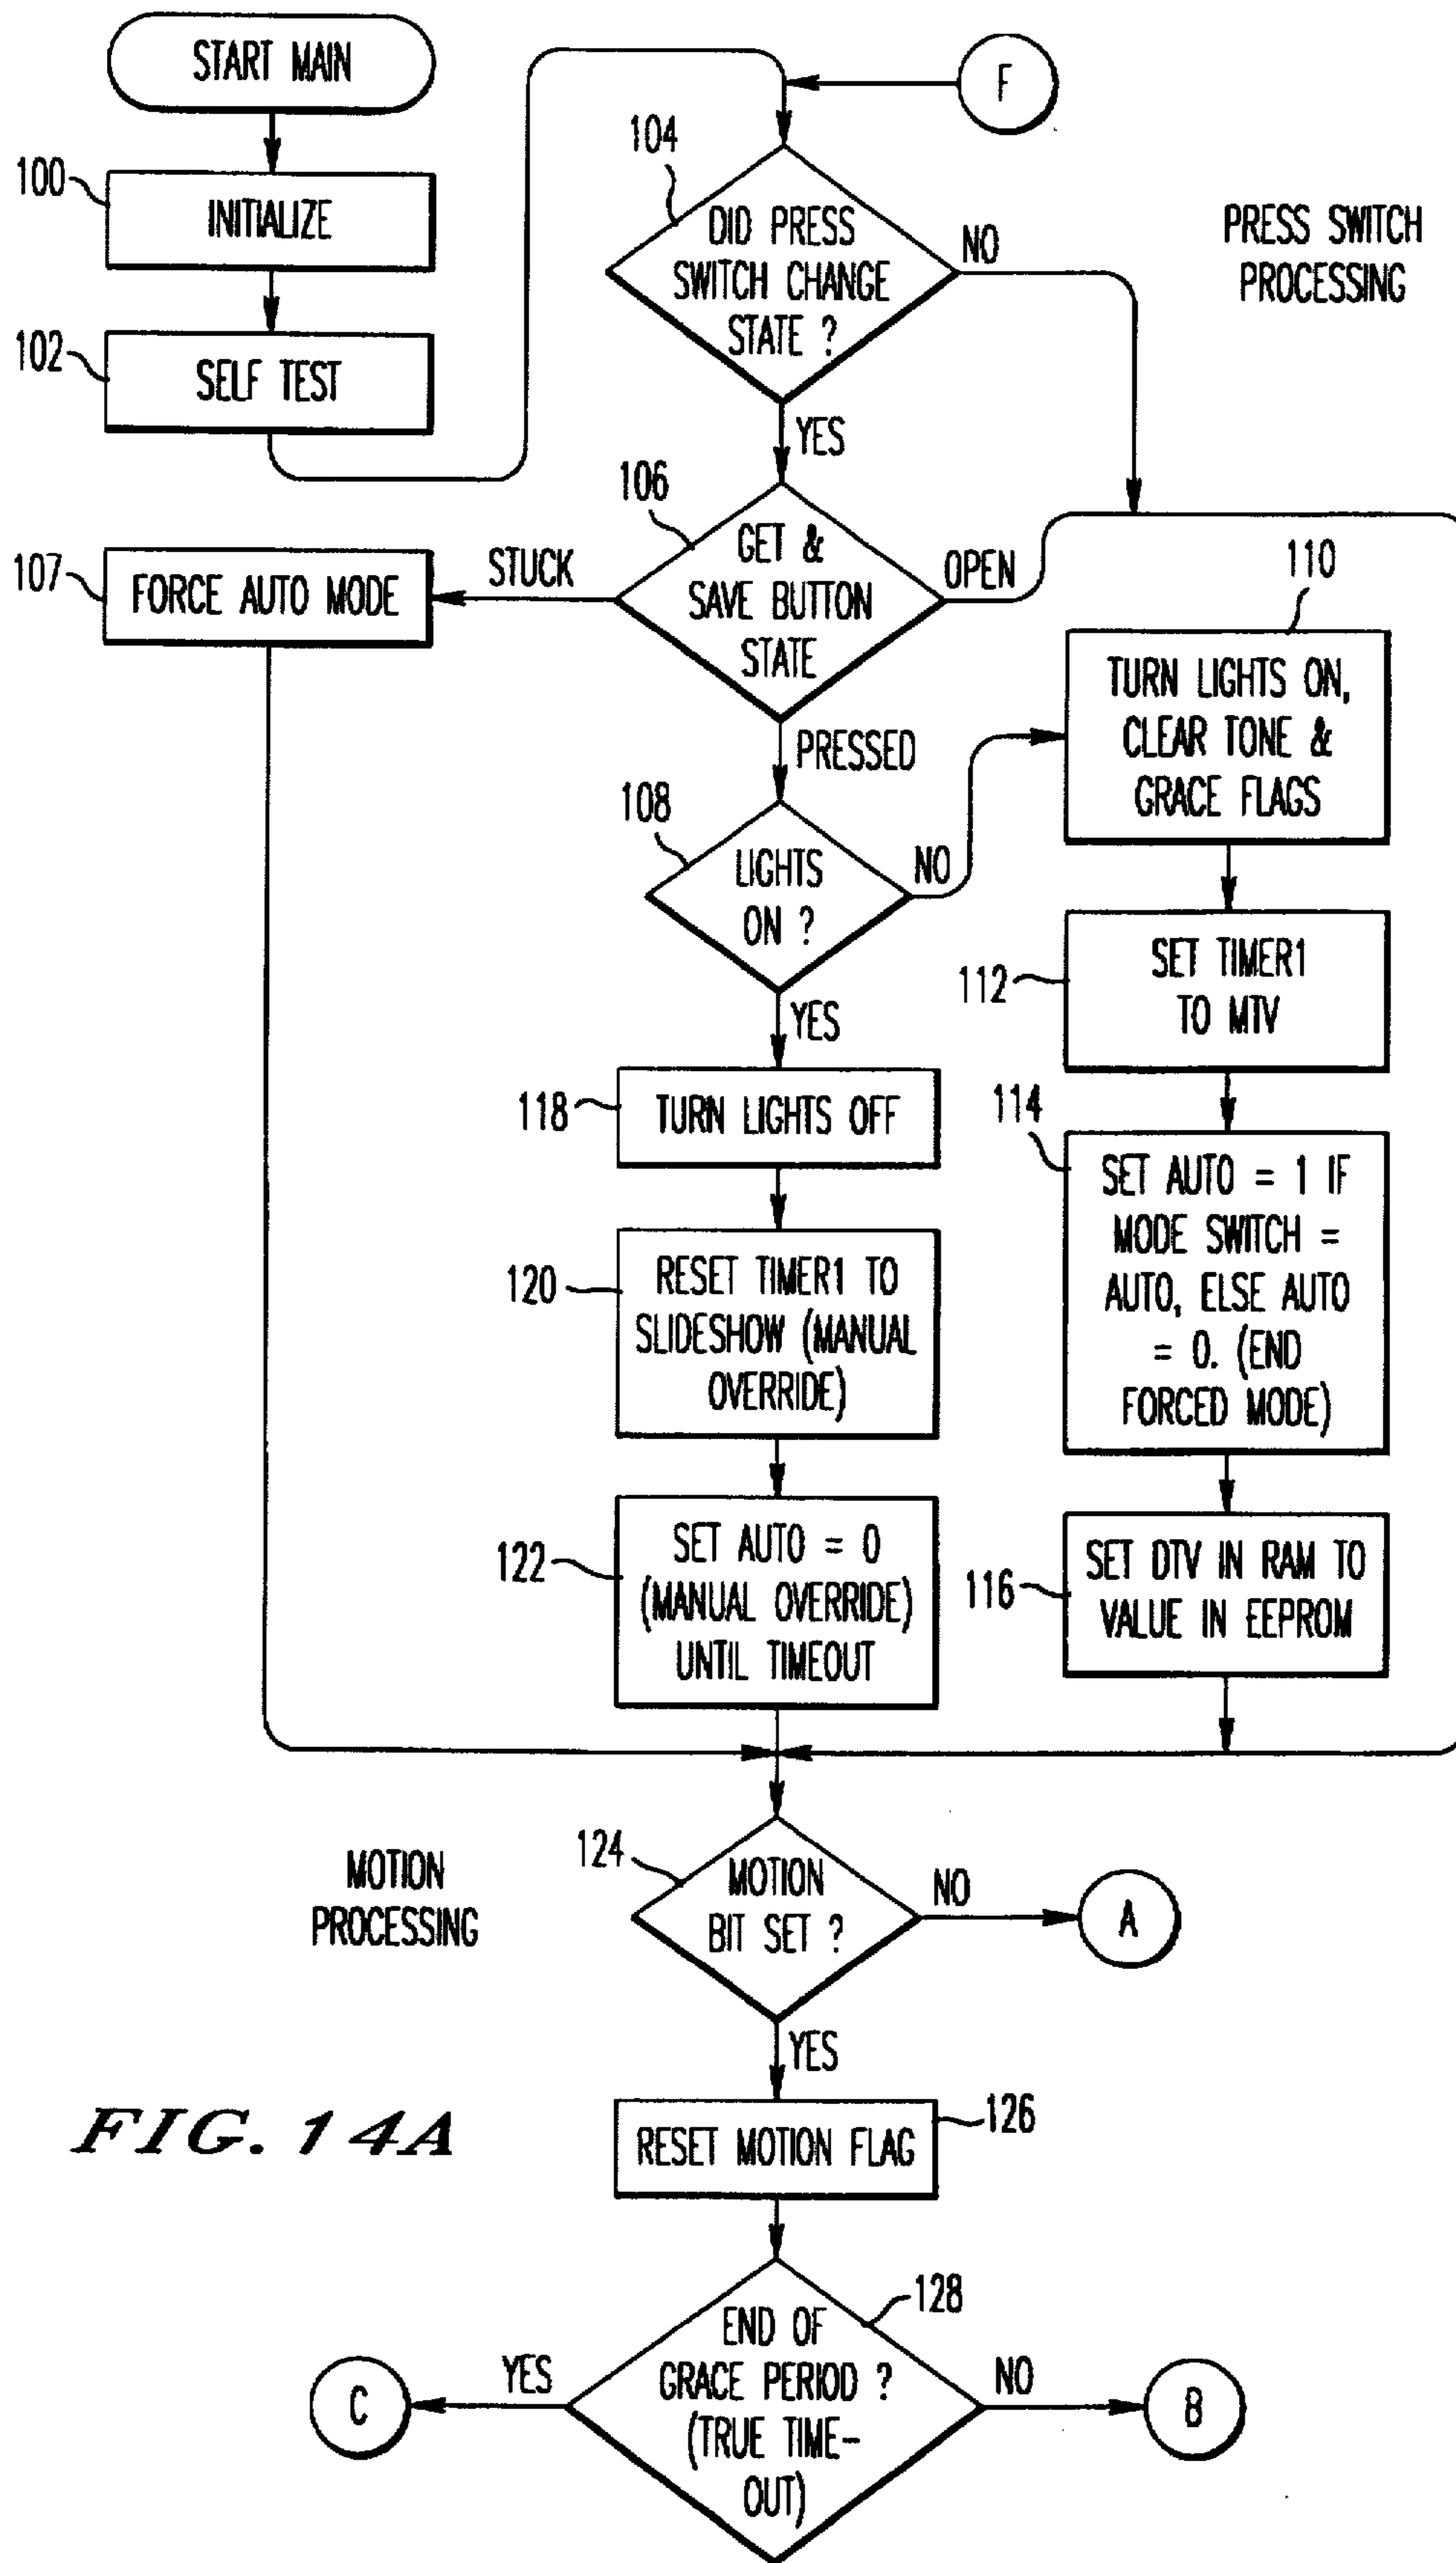 START MAIN
F
100
INITIALIZE
104
DID PRESS
SWITCH CHANGE
STATE ?
NO
PRESS SWITCH
PROCESSING
102
SELF TEST
YES
106
GET &
SAVE BUTTON
STATE
STUCK
OPEN
107
FORCE AUTO MODE
110
TURN LIGHTS ON,
CLEAR TONE &
GRACE FLAGS
PRESSED
108
LIGHTS
ON ?
NO
YES
112
SET TIMER1
TO MTV
118
TURN LIGHTS OFF
114
SET AUTO = 1 IF
MODE SWITCH =
AUTO, ELSE AUTO
= 0. (END
FORCED MODE)
120
RESET TIMER1 TO
SLIDESHOW (MANUAL
OVERRIDE)
122
SET AUTO = 0
(MANUAL OVERRIDE)
UNTIL TIMEOUT
116
SET DTV IN RAM TO
VALUE IN EEPROM
MOTION
PROCESSING
124
MOTION
BIT SET ?
NO
A
YES
FIG. 14A
RESET MOTION FLAG
126
128
END OF
GRACE PERIOD ?
(TRUE TIME-
OUT)
YES
C
NO
B